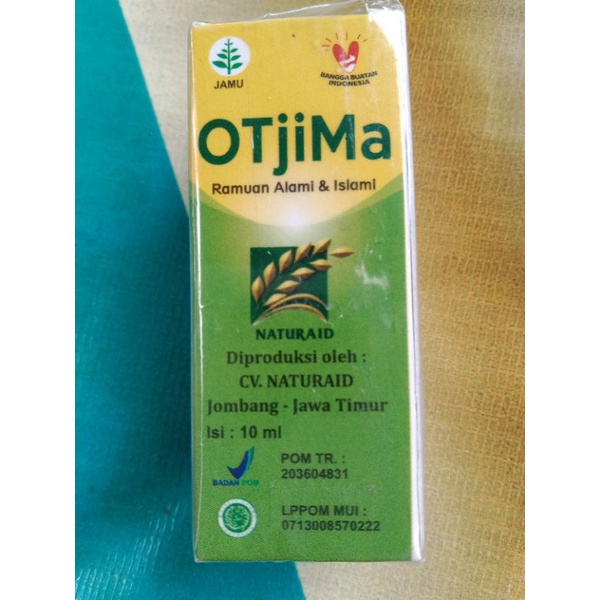 JAMU
BANGGA BUATAN
INDONESIA
OTjiMa
Ramuan Alami & Islami
NATURAID
Diproduksi oleh :
CV. NATURAID
Jombang - Jawa Timur
Isi : 10 ml
BADAN POM
POM TR. :
203604831
LPPOM MUI :
0713008570222